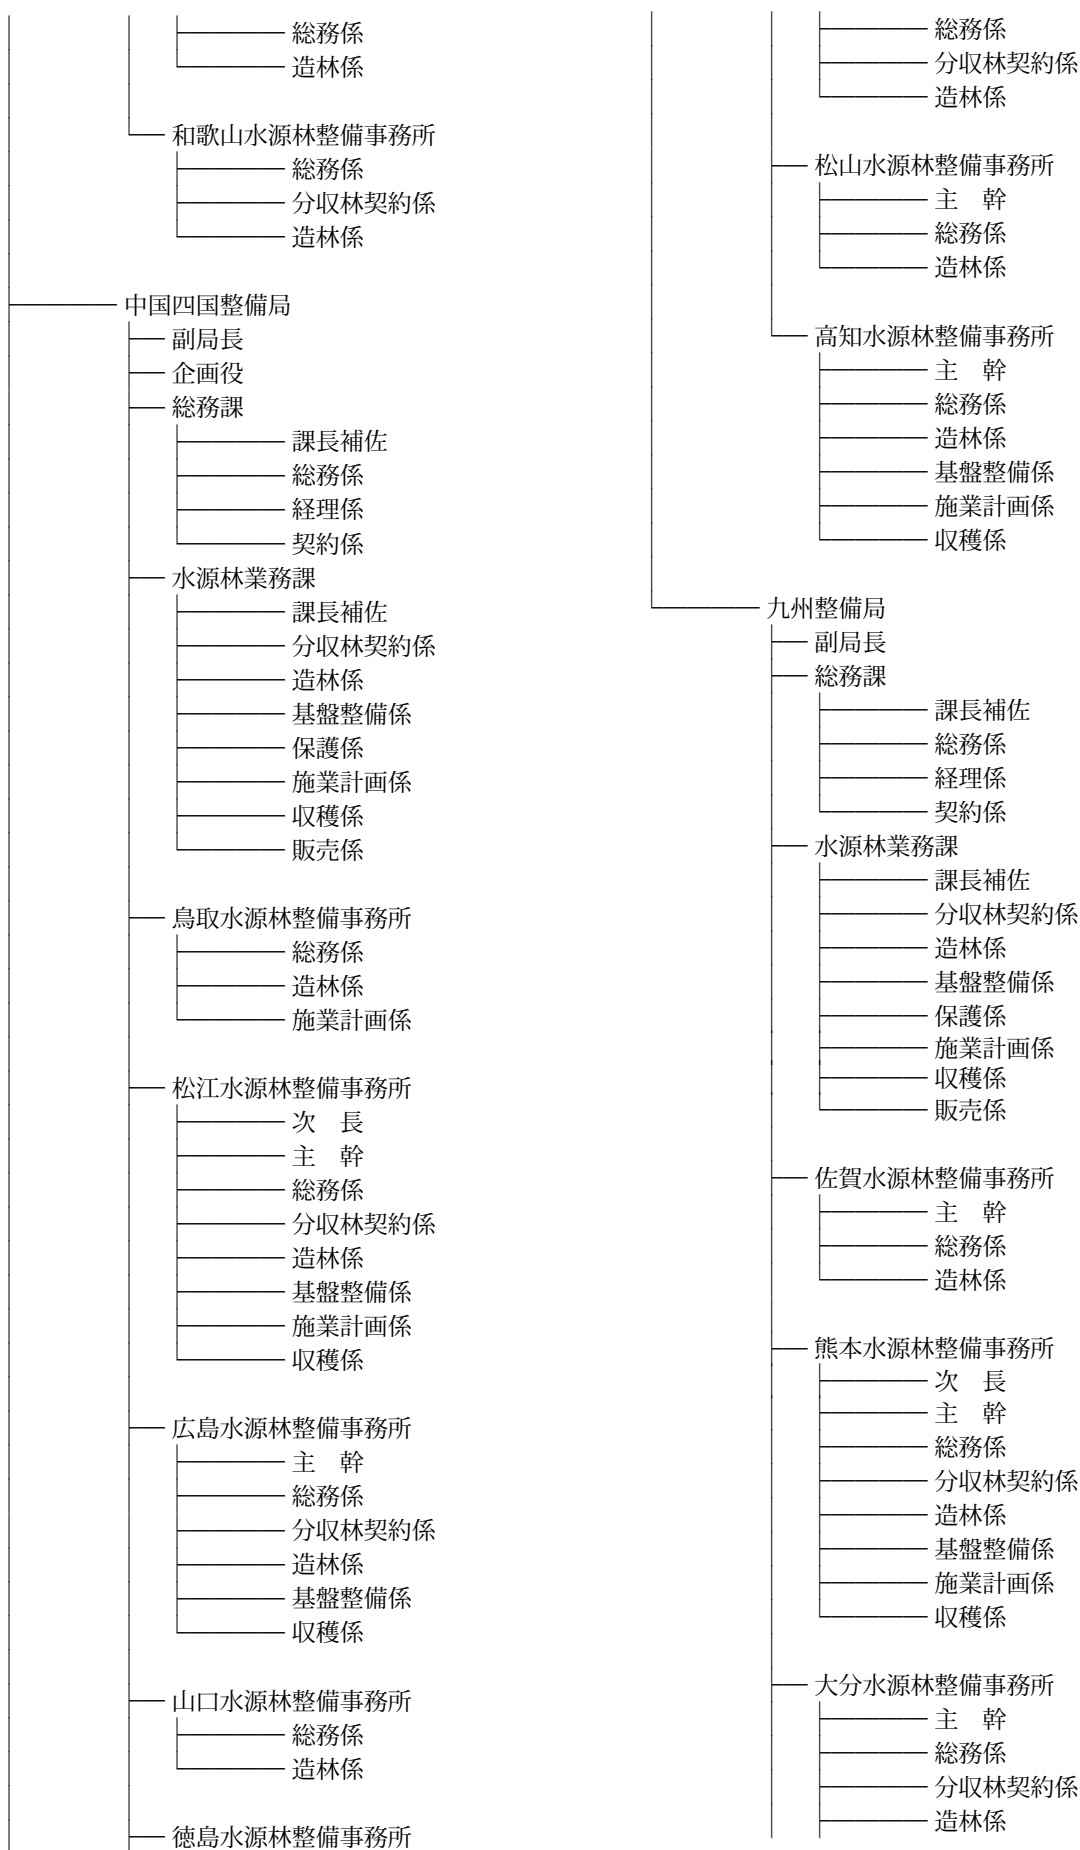 総務係
造林係
和歌山水源林整備事務所
総務係
分収林契約係
造林係
中国四国整備局
副局長
企画役
総務課
課長補佐
総務係
経理係
契約係
水源林業務課
課長補佐
分収林契約係
造林係
基盤整備係
保護係
施業計画係
収穫係
販売係
鳥取水源林整備事務所
総務係
造林係
施業計画係
松江水源林整備事務所
次　長
主　幹
総務係
分収林契約係
造林係
基盤整備係
施業計画係
収穫係
広島水源林整備事務所
主　幹
総務係
分収林契約係
造林係
基盤整備係
収穫係
山口水源林整備事務所
総務係
造林係
徳島水源林整備事務所
総務係
分収林契約係
造林係
松山水源林整備事務所
主　幹
総務係
造林係
高知水源林整備事務所
主　幹
総務係
造林係
基盤整備係
施業計画係
収穫係
九州整備局
副局長
総務課
課長補佐
総務係
経理係
契約係
水源林業務課
課長補佐
分収林契約係
造林係
基盤整備係
保護係
施業計画係
収穫係
販売係
佐賀水源林整備事務所
主　幹
総務係
造林係
熊本水源林整備事務所
次　長
主　幹
総務係
分収林契約係
造林係
基盤整備係
施業計画係
収穫係
大分水源林整備事務所
主　幹
総務係
分収林契約係
造林係